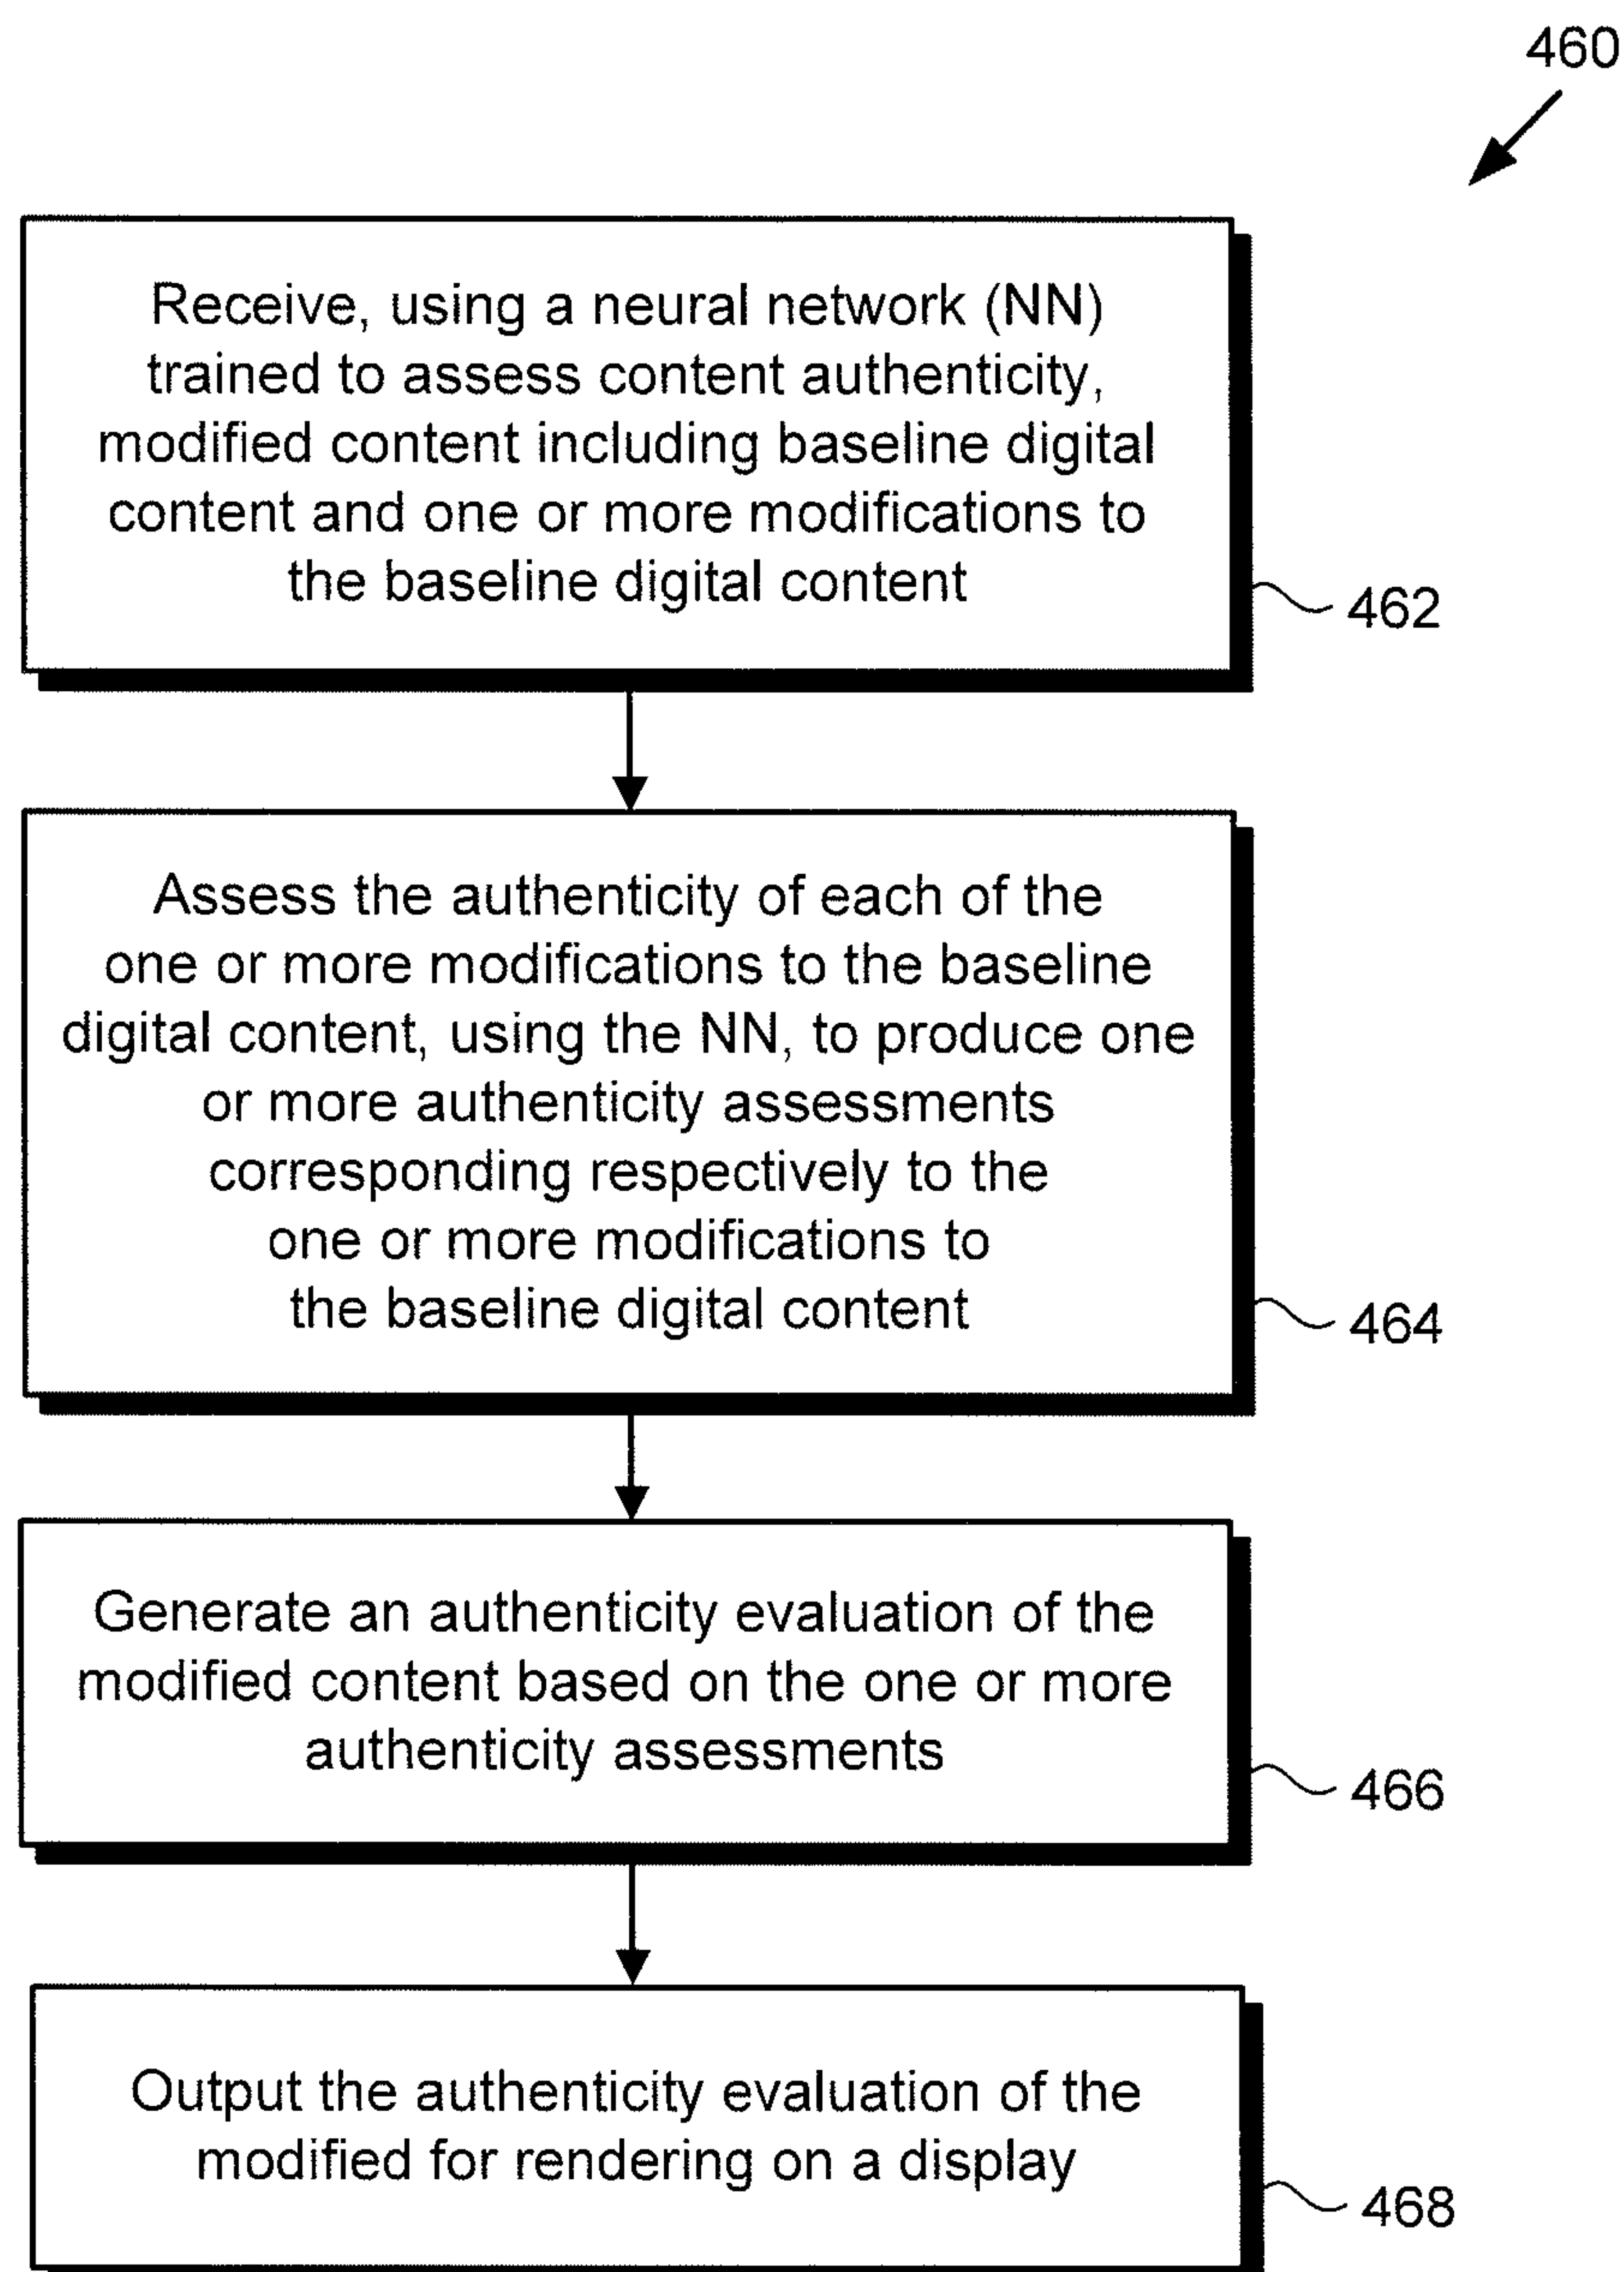 460
Receive, using a neural network (NN)
trained to assess content authenticity,
modified content including baseline digital
content and one or more modifications to
the baseline digital content
462
Assess the authenticity of each of the
one or more modifications to the baseline
digital content, using the NN, to produce one
or more authenticity assessments
corresponding respectively to the
one or more modifications to
the baseline digital content
464
Generate an authenticity evaluation of the
modified content based on the one or more
authenticity assessments
466
Output the authenticity evaluation of the
modified for rendering on a display
468